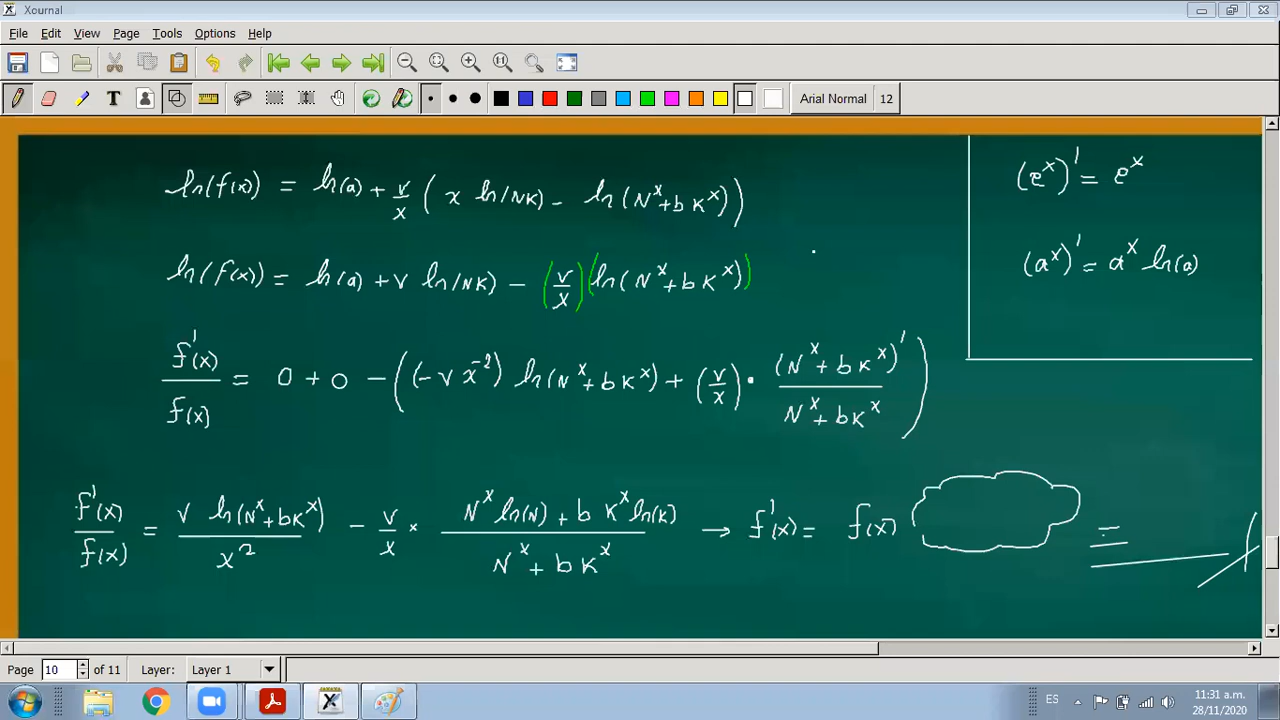 Xournal
File Edit View Page Tools Options Help
Arial Normal 12
ln(f(x)) = ln(a) + v/x ( x ln(NK) - ln(N^x + bK^x) )
(e^x)' = e^x
ln(f(x)) = ln(a) + v ln(NK) - (v/x)(ln(N^x + bK^x))
(a^x)' = a^x ln(a)
f'(x)/f(x) = 0 + 0 - ((-v x^-2) ln(N^x + bK^x) + (v/x) · (N^x + bK^x)'/(N^x + bK^x))
f'(x)/f(x) = v ln(N^x + bK^x)/x^2 - v/x × (N^x ln(N) + b K^x ln(K))/(N^x + bK^x) → f'(x) = f(x) =
Page 10 of 11 Layer: Layer 1
ES 11:31 a.m.
28/11/2020